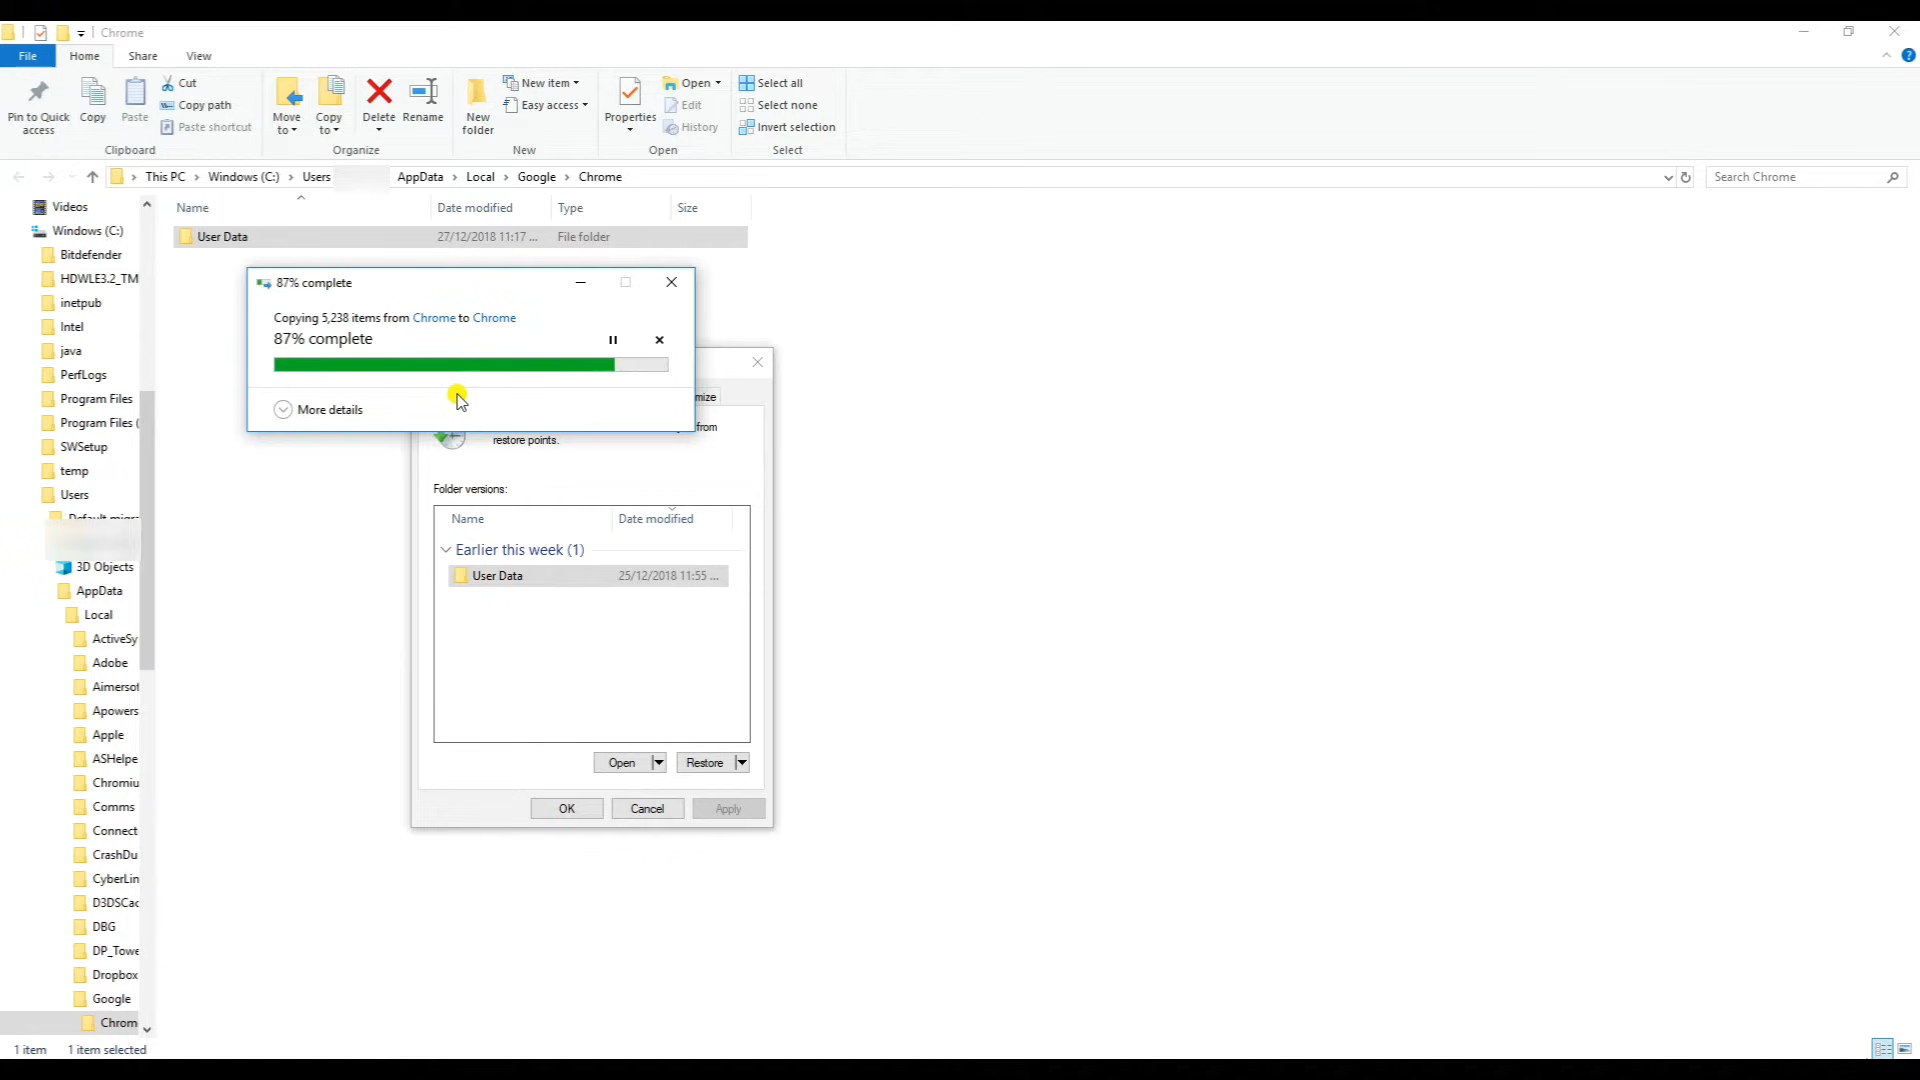 Chrome
File Home Share View
Pin to Quick access
Copy
Paste
Cut
Copy path
Paste shortcut
Clipboard
Move to
Copy to
Delete
Rename
Organize
New folder
New item
Easy access
New
Properties
Open
Edit
History
Open
Select all
Select none
Invert selection
Select
This PC > Windows (C:) > Users AppData > Local > Google > Chrome
Search Chrome
Name Date modified Type Size
User Data 27/12/2018 11:17 ... File folder
Videos
Windows (C:)
Bitdefender
HDWLE3.2_TM
inetpub
Intel
java
PerfLogs
Program Files
Program Files (
SWSetup
temp
Users
3D Objects
AppData
Local
ActiveSy
Adobe
Aimersof
Apowers
Apple
ASHelpe
Chromiu
Comms
Connect
CrashDu
CyberLin
D3DSCac
DBG
DP_Towe
Dropbox
Google
Chrom
87% complete
Copying 5,238 items from Chrome to Chrome
87% complete
More details
mize
from
restore points.
Folder versions:
Name Date modified
Earlier this week (1)
User Data 25/12/2018 11:55 ...
Open Restore
OK Cancel Apply
1 item 1 item selected